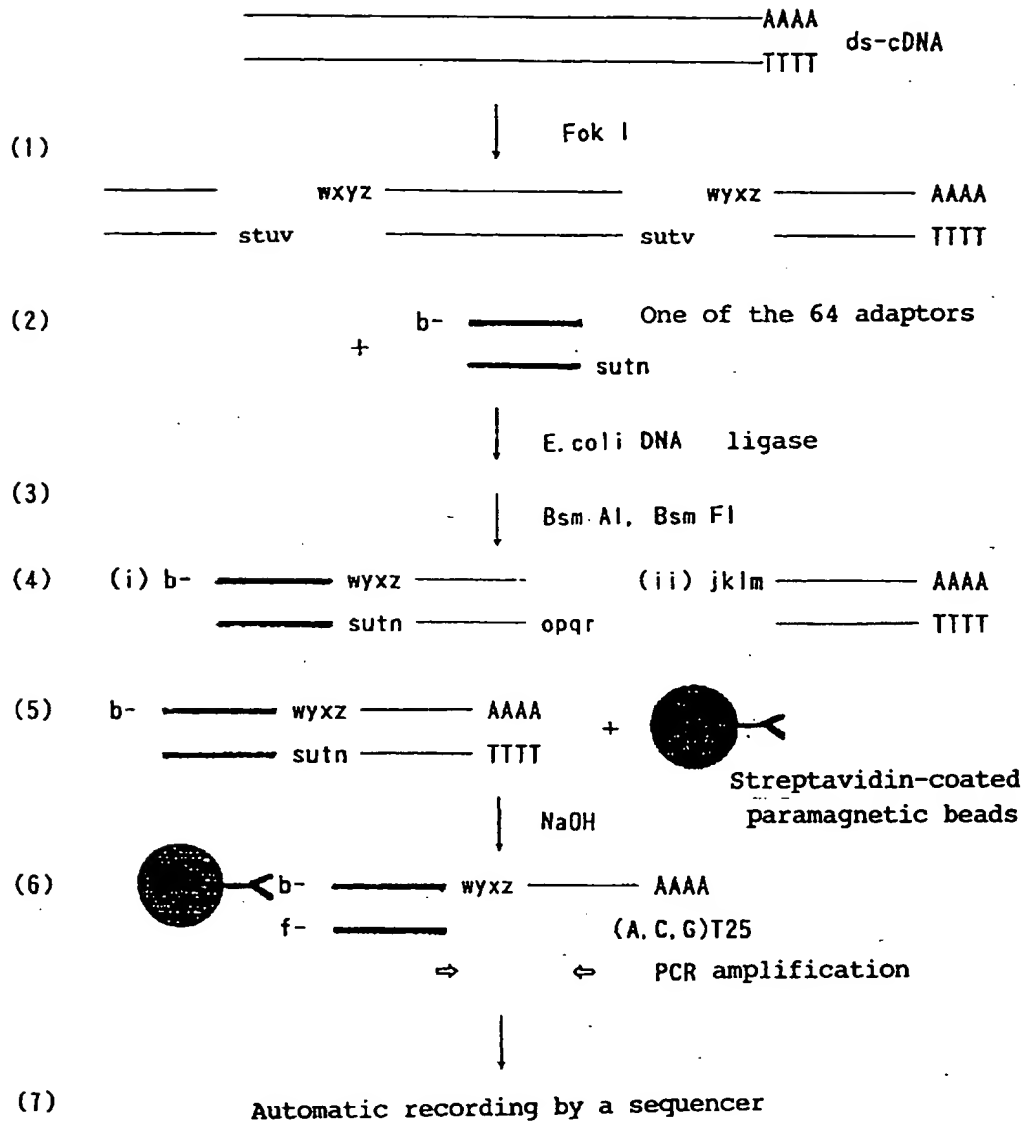 AAAA
ds-cDNA
TTTT
(1)
Fok I
wxyz wyxz AAAA
stuv sutv TTTT
(2)
b- One of the 64 adaptors
+
sutn
E.coli DNA ligase
(3)
Bsm AI, Bsm FI
(4) (i) b- wyxz (ii) jklm AAAA
sutn opqr TTTT
(5) b- wyxz AAAA
+
sutn TTTT
Streptavidin-coated
paramagnetic beads
NaOH
(6) b- wyxz AAAA
f- (A,C,G)T25
⇨ ⇦ PCR amplification
(7) Automatic recording by a sequencer